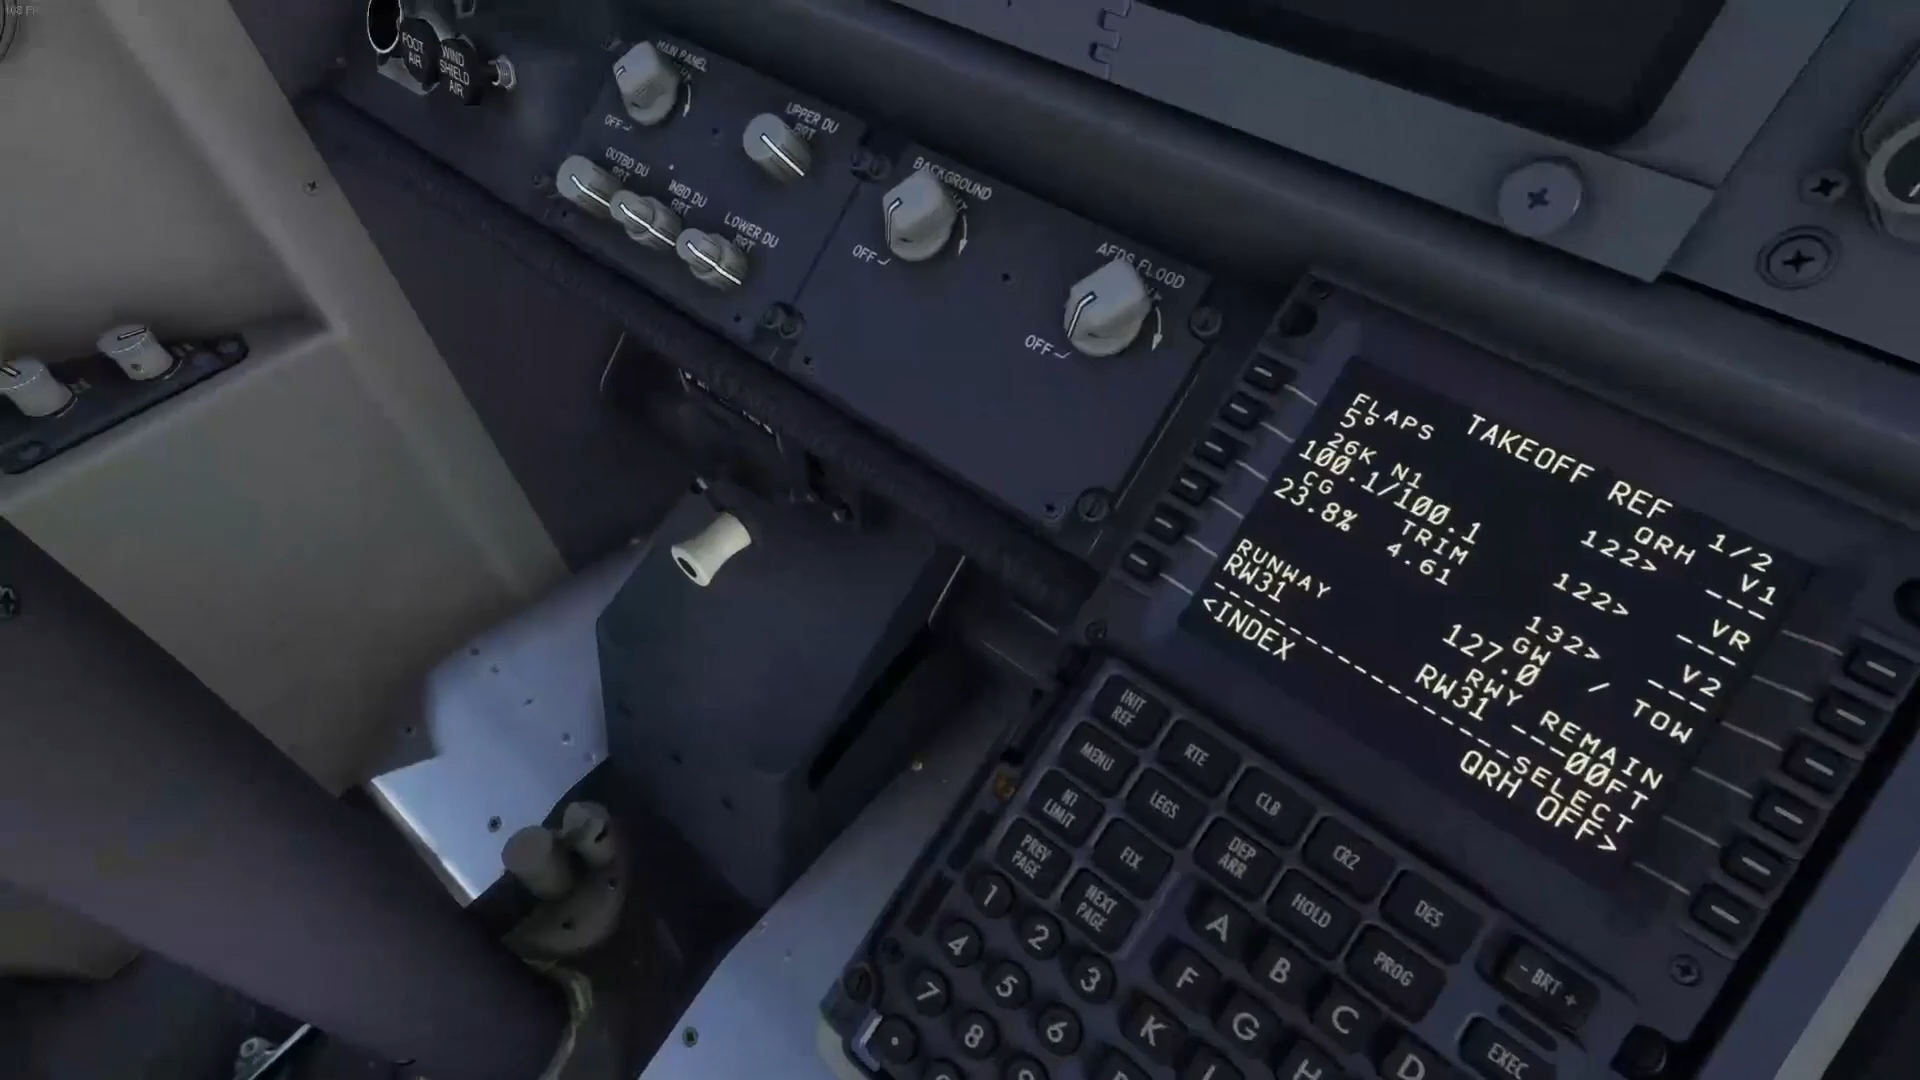 FOOT AIR
WIND SHIELD AIR
MAIN PANEL
OFF
UPPER DU
BRT
OUTBD DU
BRT
INBD DU
BRT
LOWER DU
BRT
BACKGROUND
OFF
AFDS FLOOD
OFF
TAKEOFF REF 1/2
FLAPS QRH V1
5° 122> ---
26K N1 VR
100.1/100.1 122> ---
CG TRIM V2
23.8% 4.61 132> ---
GW / TOW
127.0
RUNWAY RWY REMAIN
RW31 RW31 --00FT
SELECT
<INDEX QRH OFF>
INIT REF
RTE
CLB
CRZ
DES
MENU
LEGS
DEP ARR
HOLD
PROG
N1 LIMIT
FIX
PREV PAGE
NEXT PAGE
- BRT +
EXEC
1 2 3
4 5 6
7 8
A B C D
F G H
K